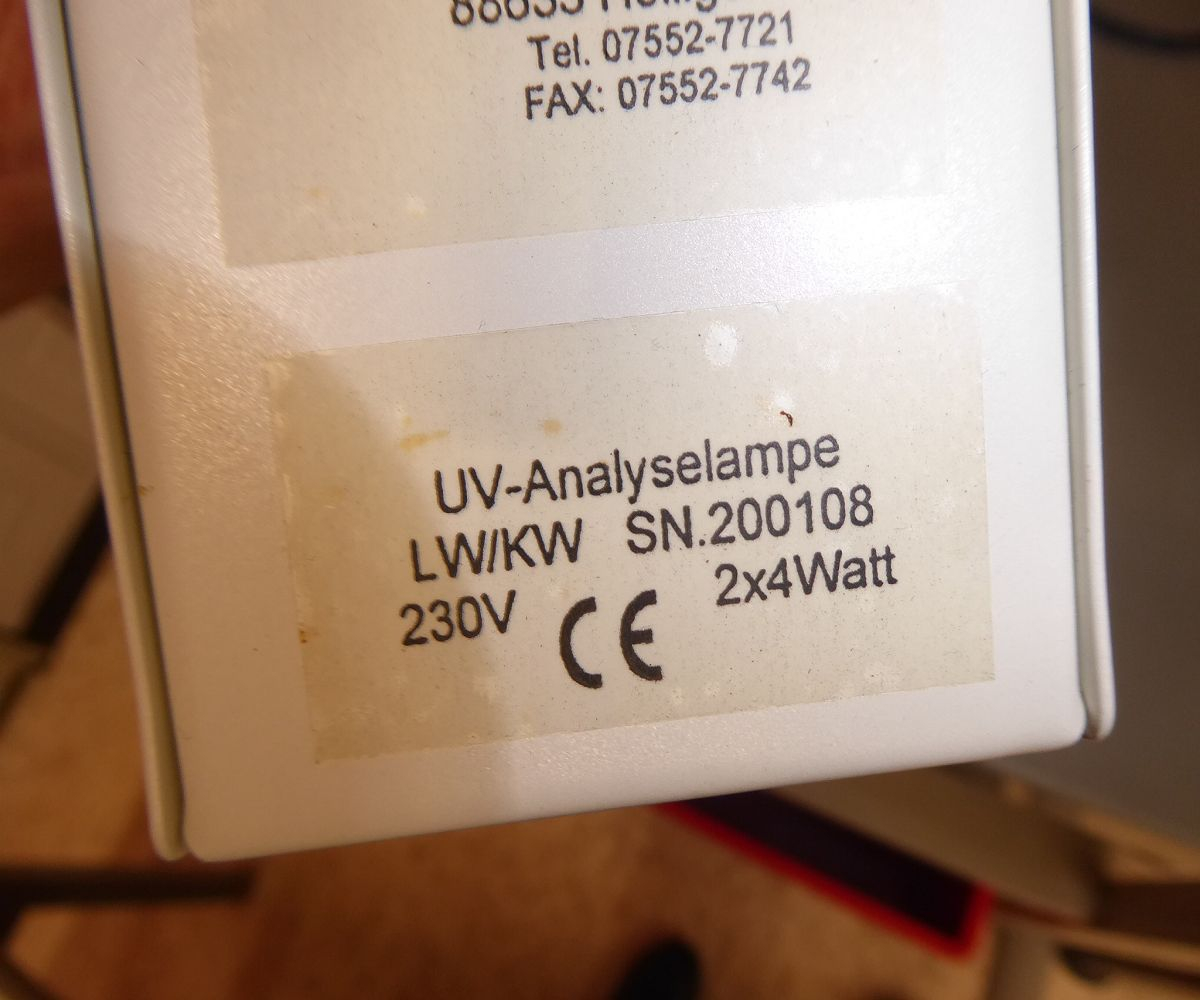 Tel. 07552-7721
FAX: 07552-7742
UV-Analyselampe
LW/KW SN.200108
230V CE 2x4Watt